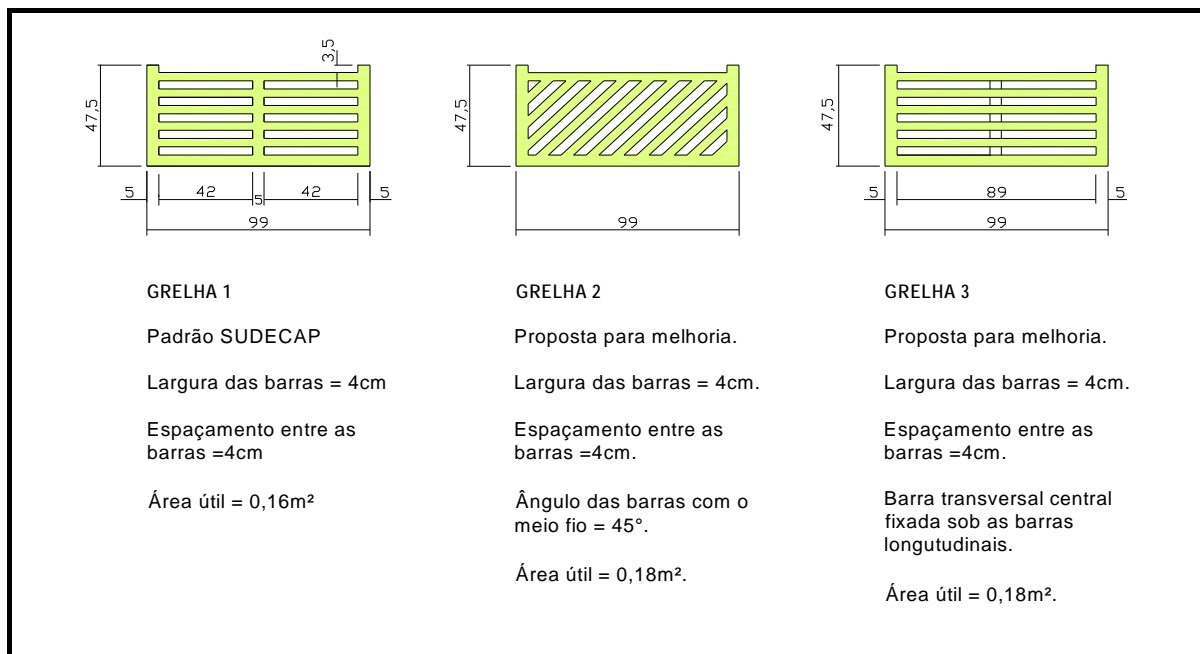 3,5
47,5
5
42
5
42
5
99
47,5
99
47,5
5
89
5
99
GRELHA 1
Padrão SUDECAP
Largura das barras = 4cm
Espaçamento entre as
barras =4cm
Área útil = 0,16m²
GRELHA 2
Proposta para melhoria.
Largura das barras = 4cm.
Espaçamento entre as
barras =4cm.
Ângulo das barras com o
meio fio = 45°.
Área útil = 0,18m².
GRELHA 3
Proposta para melhoria.
Largura das barras = 4cm.
Espaçamento entre as
barras =4cm.
Barra transversal central
fixada sob as barras
longutudinais.
Área útil = 0,18m².